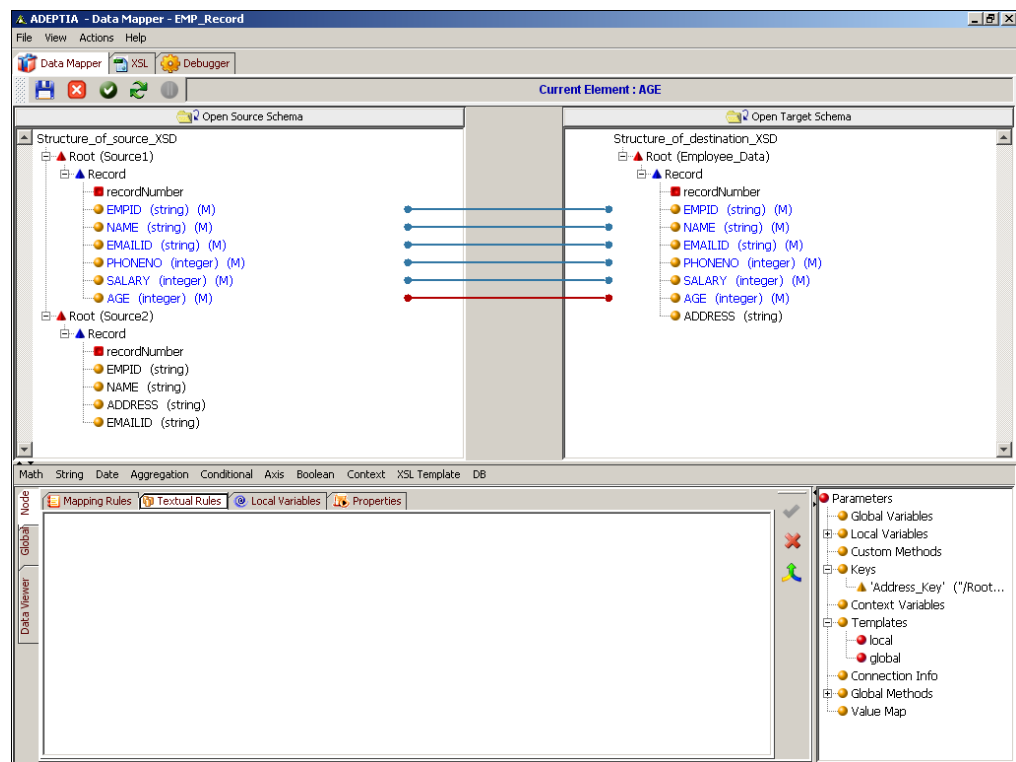 ADEPTIA - Data Mapper - EMP_Record
File View Actions Help
Data Mapper XSL Debugger
Current Element : AGE
Open Source Schema
Open Target Schema
Structure_of_source_XSD
Root (Source1)
Record
recordNumber
EMPID (string) (M)
NAME (string) (M)
EMAILID (string) (M)
PHONENO (integer) (M)
SALARY (integer) (M)
AGE (integer) (M)
Root (Source2)
Record
recordNumber
EMPID (string)
NAME (string)
ADDRESS (string)
EMAILID (string)
Structure_of_destination_XSD
Root (Employee_Data)
Record
recordNumber
EMPID (string) (M)
NAME (string) (M)
EMAILID (string) (M)
PHONENO (integer) (M)
SALARY (integer) (M)
AGE (integer) (M)
ADDRESS (string)
Math String Date Aggregation Conditional Axis Boolean Context XSL Template DB
Node
Global
Data Viewer
Mapping Rules Textual Rules Local Variables Properties
Parameters
Global Variables
Local Variables
Custom Methods
Keys
'Address_Key' ("/Root...
Context Variables
Templates
local
global
Connection Info
Global Methods
Value Map